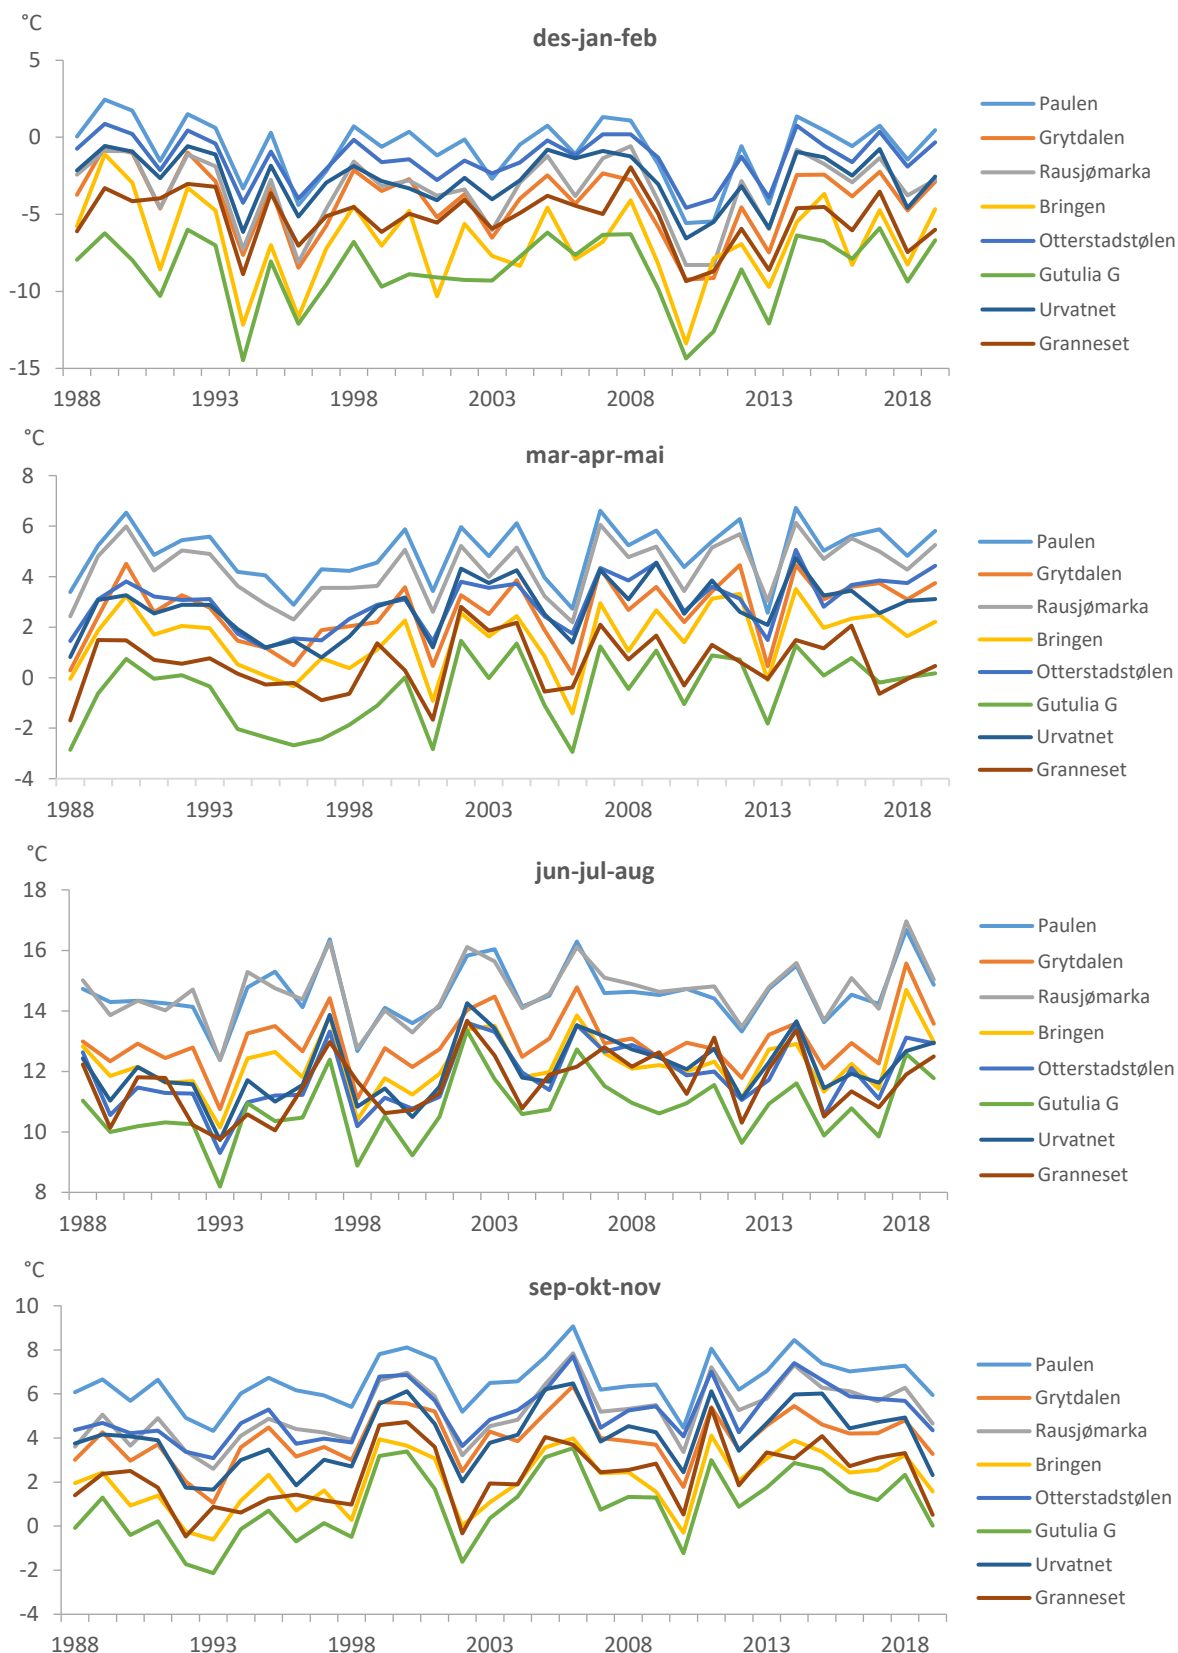 °C
des-jan-feb
5
0
-5
-10
-15
1988 1993 1998 2003 2008 2013 2018
Paulen
Grytdalen
Rausjømarka
Bringen
Otterstadstølen
Gutulia G
Urvatnet
Granneset
°C
mar-apr-mai
8
6
4
2
0
-2
-4
1988 1993 1998 2003 2008 2013 2018
Paulen
Grytdalen
Rausjømarka
Bringen
Otterstadstølen
Gutulia G
Urvatnet
Granneset
°C
jun-jul-aug
18
16
14
12
10
8
1988 1993 1998 2003 2008 2013 2018
Paulen
Grytdalen
Rausjømarka
Bringen
Otterstadstølen
Gutulia G
Urvatnet
Granneset
°C
sep-okt-nov
10
8
6
4
2
0
-2
-4
1988 1993 1998 2003 2008 2013 2018
Paulen
Grytdalen
Rausjømarka
Bringen
Otterstadstølen
Gutulia G
Urvatnet
Granneset